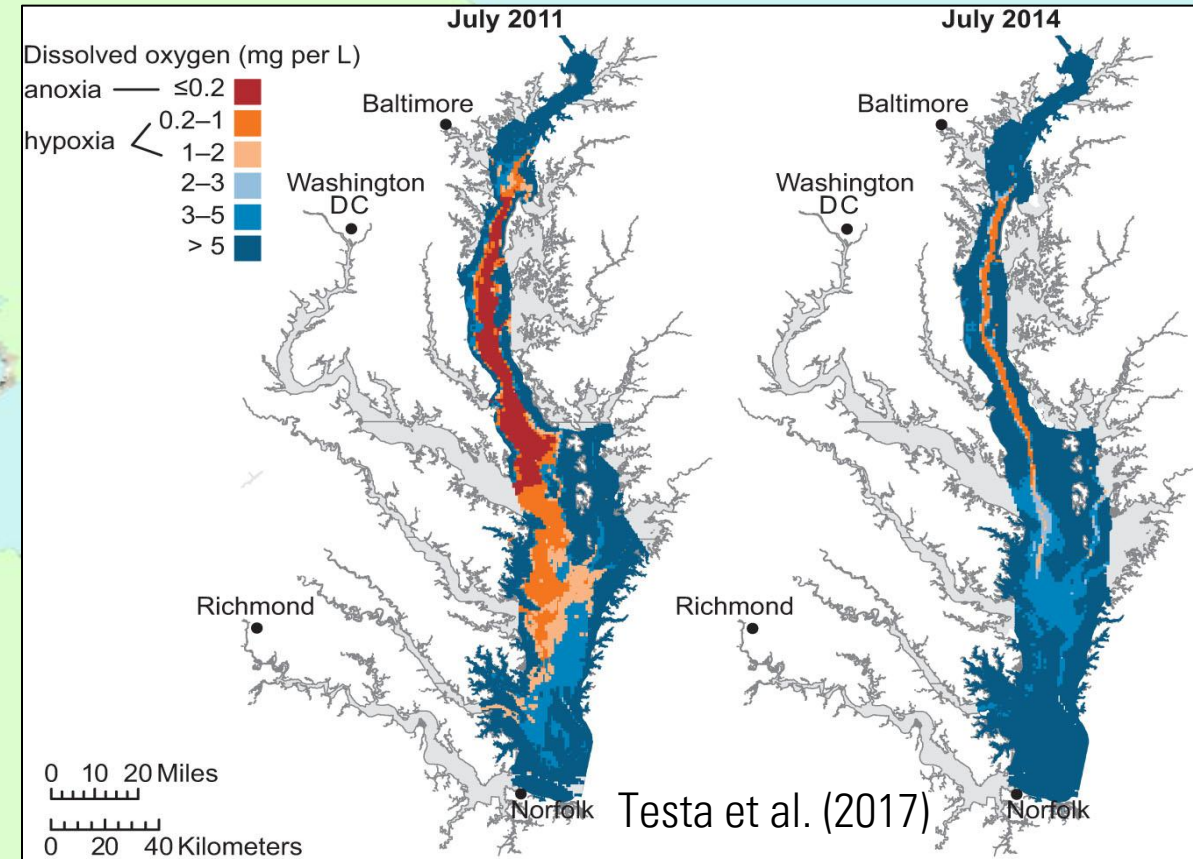 July 2011
July 2014
Dissolved oxygen (mg per L)
anoxia
≤0.2
hypoxia
0.2–1
1–2
2–3
3–5
> 5
Baltimore
Washington
DC
Richmond
Norfolk
Baltimore
Washington
DC
Richmond
Norfolk
0 10 20 Miles
0 20 40 Kilometers
Testa et al. (2017)